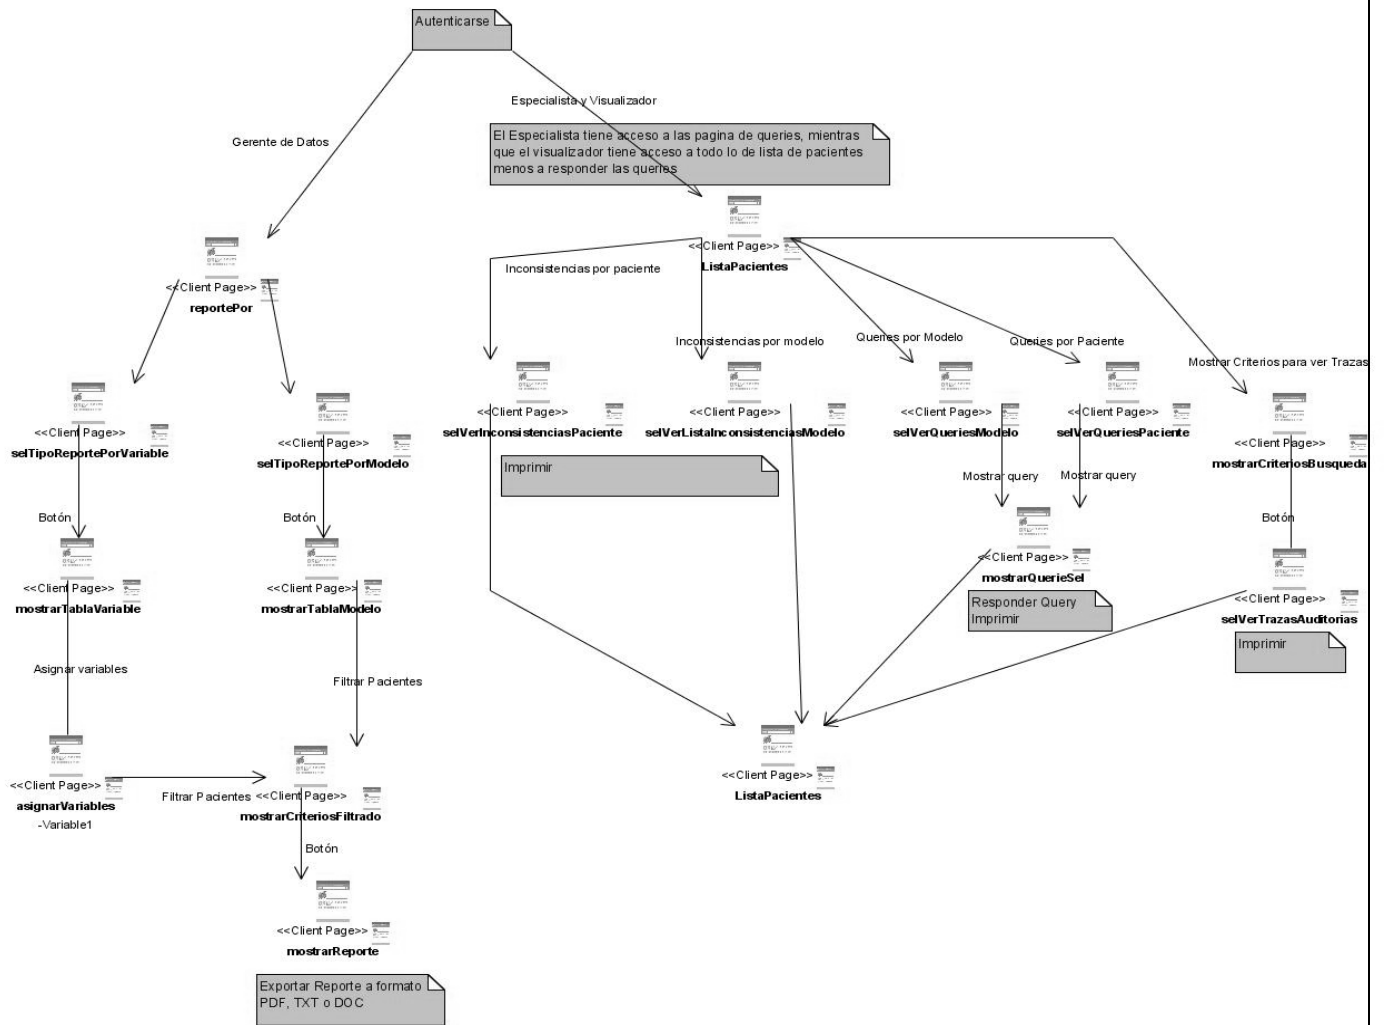 Autenticarse
Especialista y Visualizador
Gerente de Datos
El Especialista tiene acceso a las pagina de queries, mientras
que el visualizador tiene acceso a todo lo de lista de pacientes
menos a responder las queries
<<Client Page>>
ListaPacientes
Inconsistencias por paciente
<<Client Page>>
reportePor
Inconsistencias por modelo
Queries por Modelo
Queries por Paciente
Mostrar Criterios para ver Trazas
<<Client Page>>
selVerInconsistenciasPaciente
<<Client Page>>
selVerListaInconsistenciasModelo
<<Client Page>>
selVerQueriesModelo
<<Client Page>>
selVerQueriesPaciente
<<Client Page>>
selTipoReportePorVariable
<<Client Page>>
selTipoReportePorModelo
<<Client Page>>
mostrarCriteriosBusqueda
Imprimir
Mostrar query
Mostrar query
Botón
Botón
Botón
<<Client Page>>
mostrarTablaVariable
<<Client Page>>
mostrarTablaModelo
<<Client Page>>
mostrarQuerieSel
Responder Query
Imprimir
<<Client Page>>
selVerTrazasAuditorias
Imprimir
Asignar variables
Filtrar Pacientes
<<Client Page>>
ListaPacientes
<<Client Page>>
asignarVariables
-Variable1
Filtrar Pacientes
<<Client Page>>
mostrarCriteriosFiltrado
Botón
<<Client Page>>
mostrarReporte
Exportar Reporte a formato
PDF, TXT o DOC